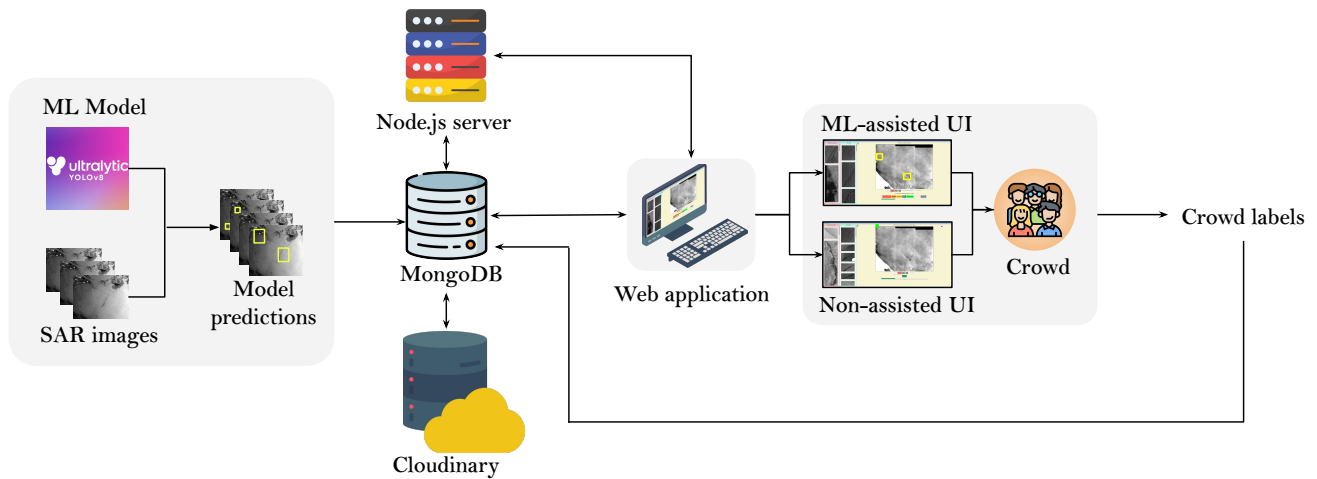 ML Model
ultralytic
YOLOv8
SAR images
Model
predictions
Node.js server
MongoDB
Cloudinary
Web application
ML-assisted UI
Non-assisted UI
Crowd
Crowd labels